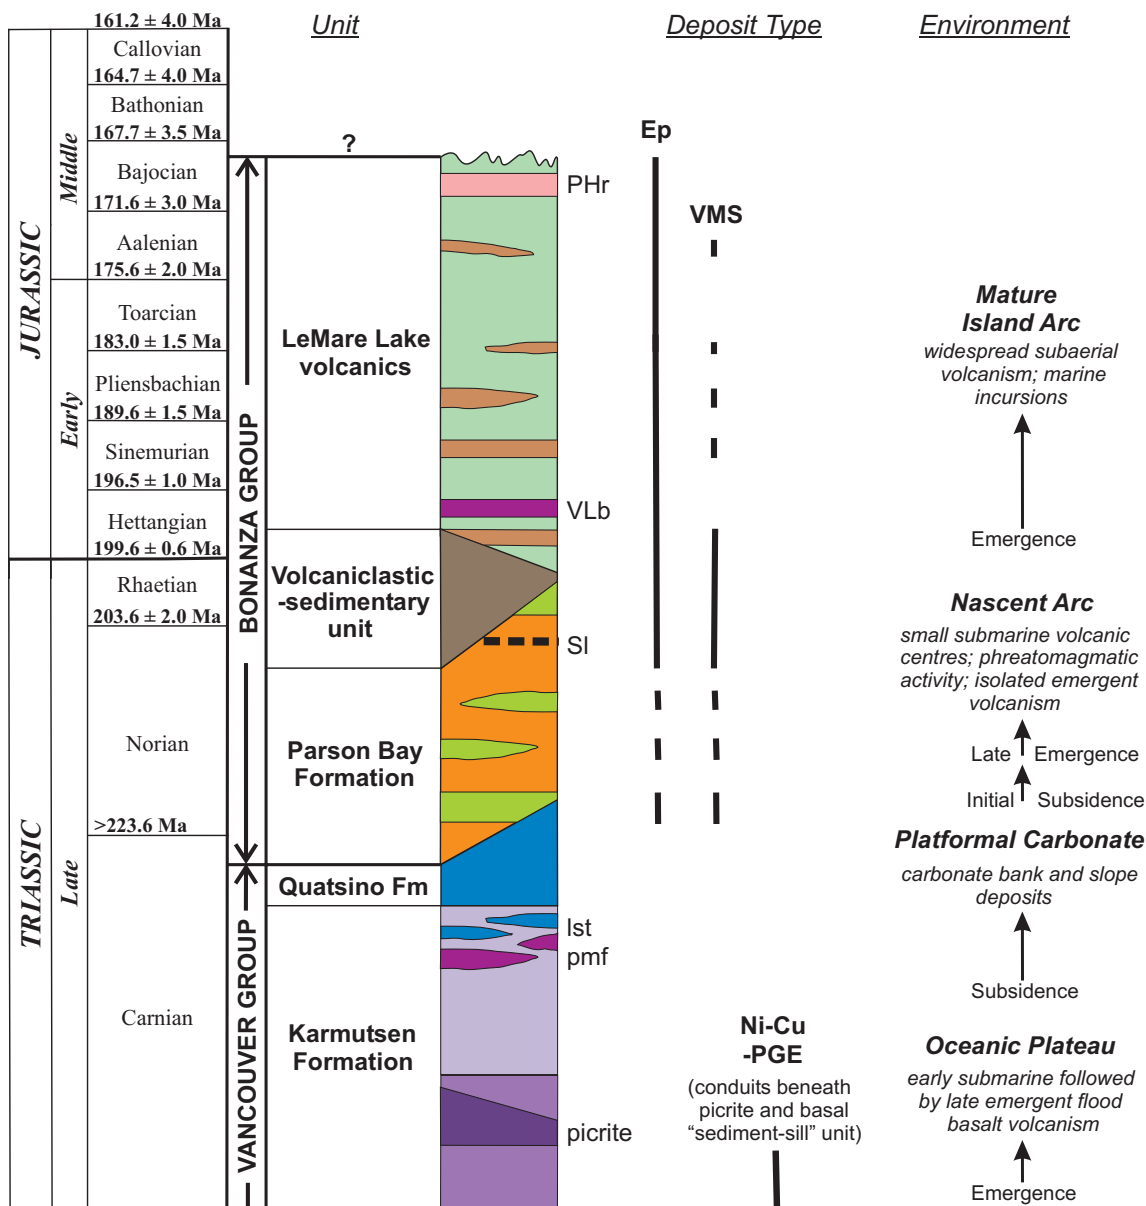 Unit
Deposit Type
Environment
161.2 ± 4.0 Ma
Callovian
164.7 ± 4.0 Ma
Bathonian
167.7 ± 3.5 Ma
Bajocian
171.6 ± 3.0 Ma
Aalenian
175.6 ± 2.0 Ma
Toarcian
183.0 ± 1.5 Ma
Pliensbachian
189.6 ± 1.5 Ma
Sinemurian
196.5 ± 1.0 Ma
Hettangian
199.6 ± 0.6 Ma
Rhaetian
203.6 ± 2.0 Ma
Norian
>223.6 Ma
Carnian
JURASSIC
Middle
Early
TRIASSIC
Late
BONANZA GROUP
VANCOUVER GROUP
?
LeMare Lake
volcanics
Volcaniclastic
-sedimentary
unit
Parson Bay
Formation
Quatsino Fm
Karmutsen
Formation
PHr
VLb
SI
lst
pmf
picrite
Ep
VMS
Ni-Cu
-PGE
(conduits beneath
picrite and basal
“sediment-sill” unit)
Mature
Island Arc
widespread subaerial
volcanism; marine
incursions
Emergence
Nascent Arc
small submarine volcanic
centres; phreatomagmatic
activity; isolated emergent
volcanism
Late Emergence
Initial Subsidence
Platformal Carbonate
carbonate bank and slope
deposits
Subsidence
Oceanic Plateau
early submarine followed
by late emergent flood
basalt volcanism
Emergence